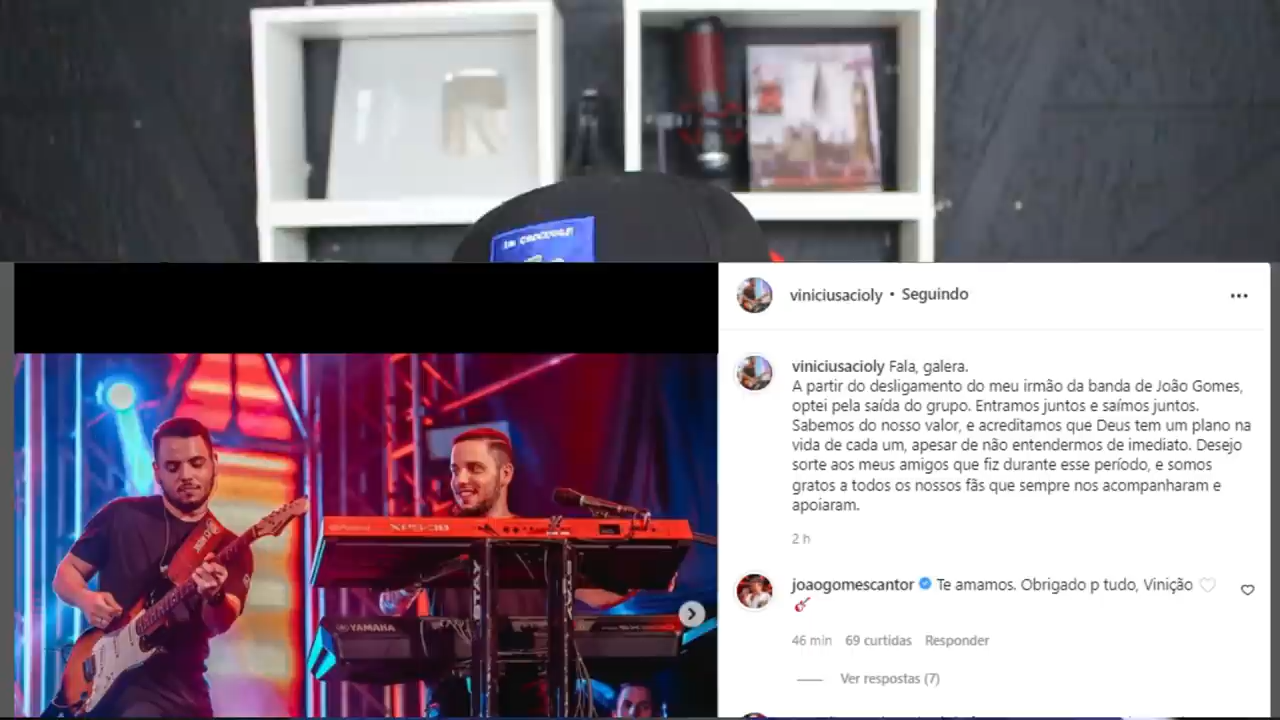 viniciusacioly • Seguindo
viniciusacioly Fala, galera.
A partir do desligamento do meu irmão da banda de João Gomes,
optei pela saída do grupo. Entramos juntos e saímos juntos.
Sabemos do nosso valor, e acreditamos que Deus tem um plano na
vida de cada um, apesar de não entendermos de imediato. Desejo
sorte aos meus amigos que fiz durante esse período, e somos
gratos a todos os nossos fãs que sempre nos acompanharam e
apoiaram.
2 h
joaogomescantor Te amamos. Obrigado p tudo, Vinição
46 min 69 curtidas Responder
Ver respostas (7)
YAMAHA